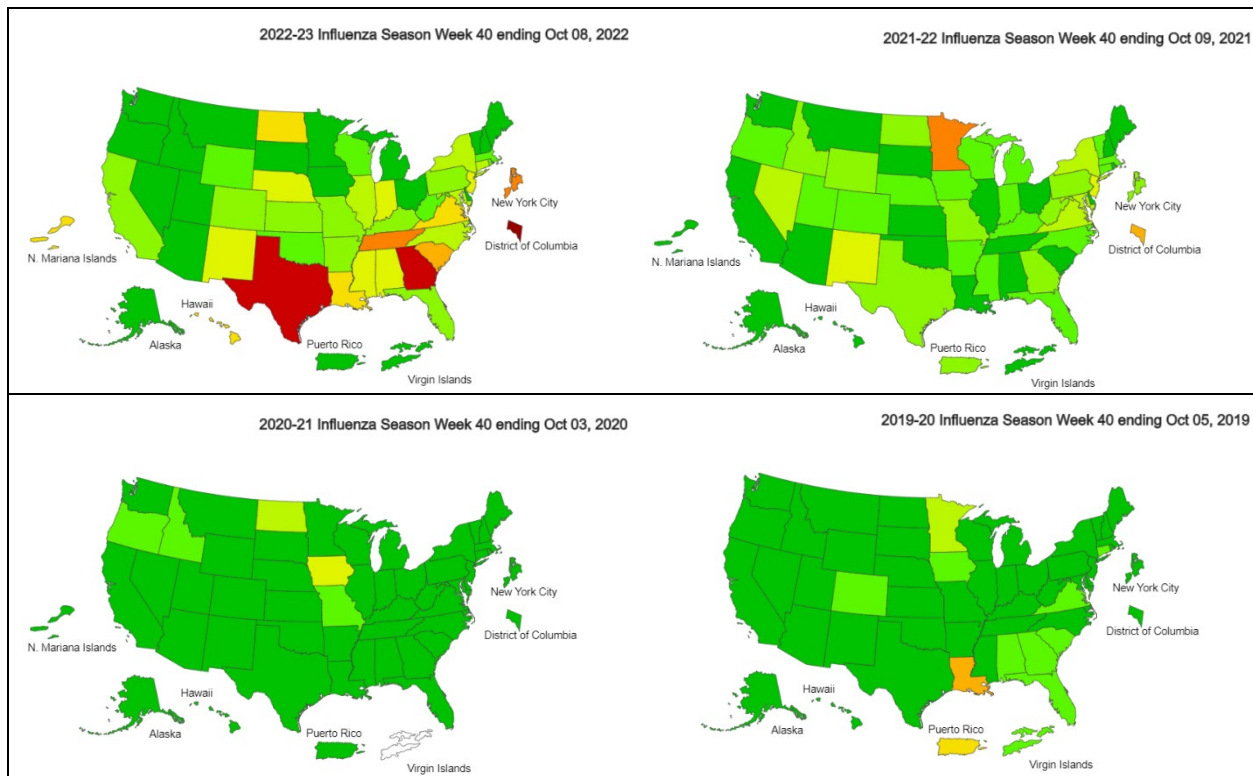 2022-23 Influenza Season Week 40 ending Oct 08, 2022
New York City
District of Columbia
N. Mariana Islands
Hawaii
Alaska
Puerto Rico
Virgin Islands
2021-22 Influenza Season Week 40 ending Oct 09, 2021
New York City
District of Columbia
N. Mariana Islands
Hawaii
Alaska
Puerto Rico
Virgin Islands
2020-21 Influenza Season Week 40 ending Oct 03, 2020
New York City
District of Columbia
N. Mariana Islands
Hawaii
Alaska
Puerto Rico
Virgin Islands
2019-20 Influenza Season Week 40 ending Oct 05, 2019
New York City
District of Columbia
Hawaii
Alaska
Puerto Rico
Virgin Islands